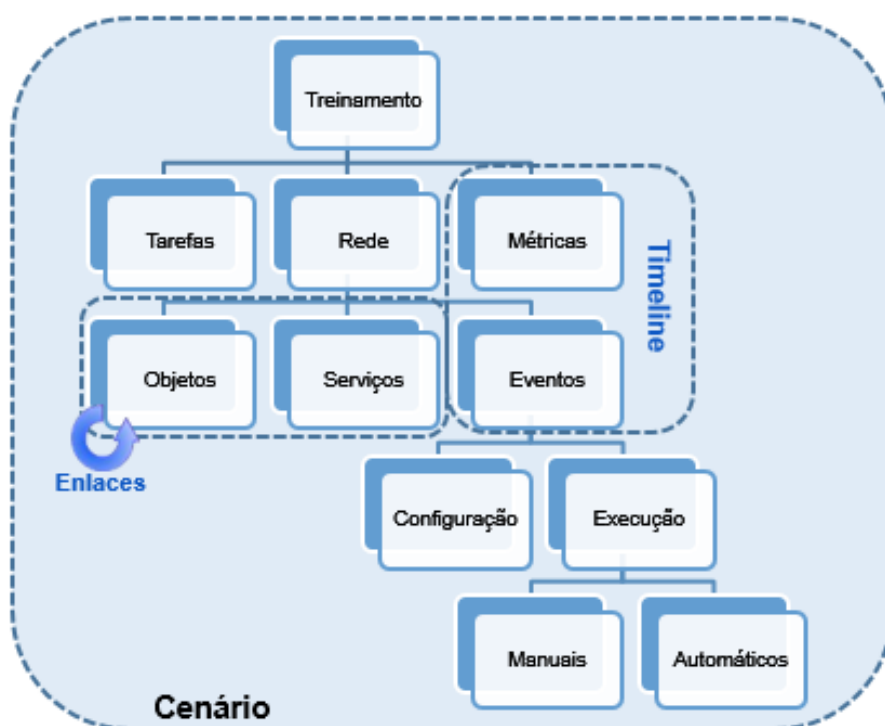 Treinamento
Tarefas
Rede
Métricas
Timeline
Objetos
Serviços
Eventos
Enlaces
Configuração
Execução
Manuais
Automáticos
Cenário